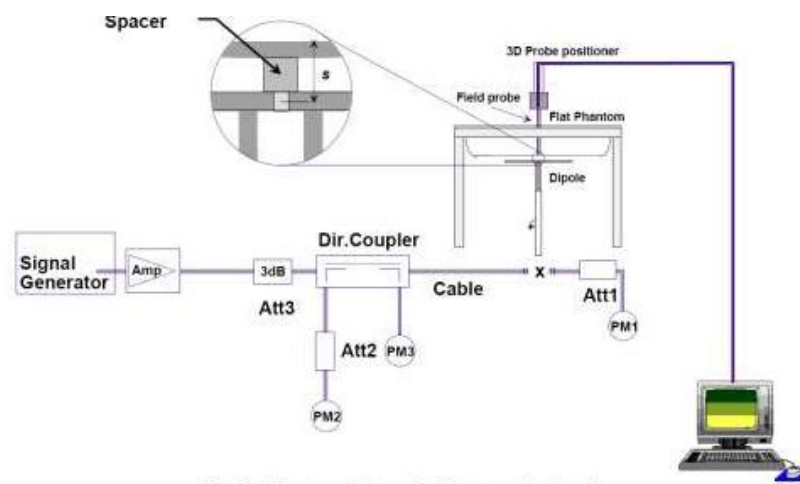 Spacer
s
3D Probe positioner
Field probe
Flat Phantom
Dipole
Dir.Coupler
Signal
Generator
Amp
3dB
Cable
x
Att1
Att3
PM1
Att2
PM3
PM2